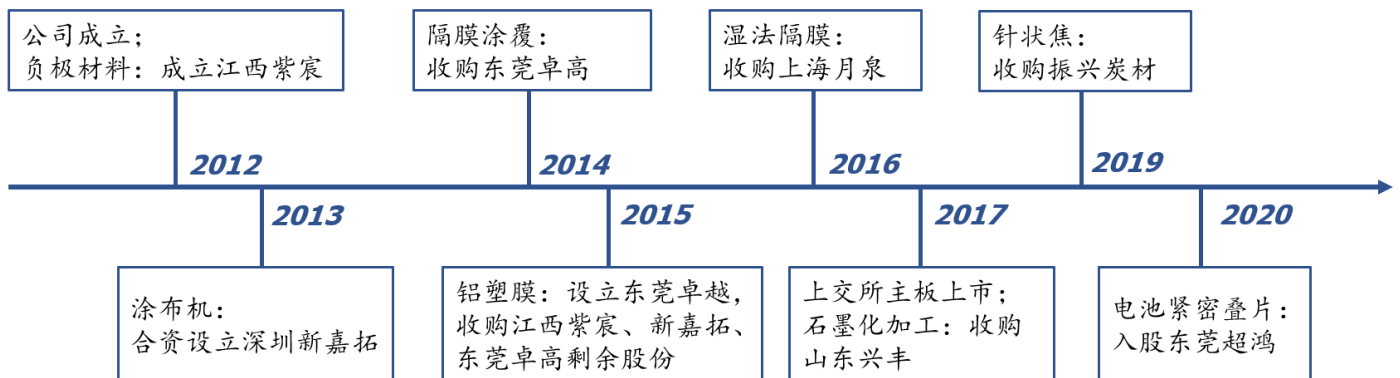 公司成立；
负极材料：成立江西紫宸
2012
涂布机：
合资设立深圳新嘉拓
2013
隔膜涂覆：
收购东莞卓高
2014
铝塑膜：设立东莞卓越，
收购江西紫宸、新嘉拓、
东莞卓高剩余股份
2015
湿法隔膜：
收购上海月泉
2016
上交所主板上市；
石墨化加工：收购
山东兴丰
2017
针状焦：
收购振兴炭材
2019
电池紧密叠片：
入股东莞超鸿
2020